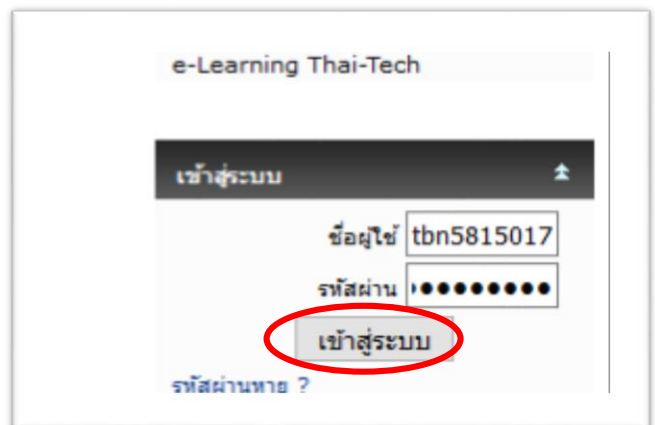 e-Learning Thai-Tech
เข้าสู่ระบบ
ชื่อผู้ใช้ tbn5815017
รหัสผ่าน
เข้าสู่ระบบ
รหัสผ่านหาย ?